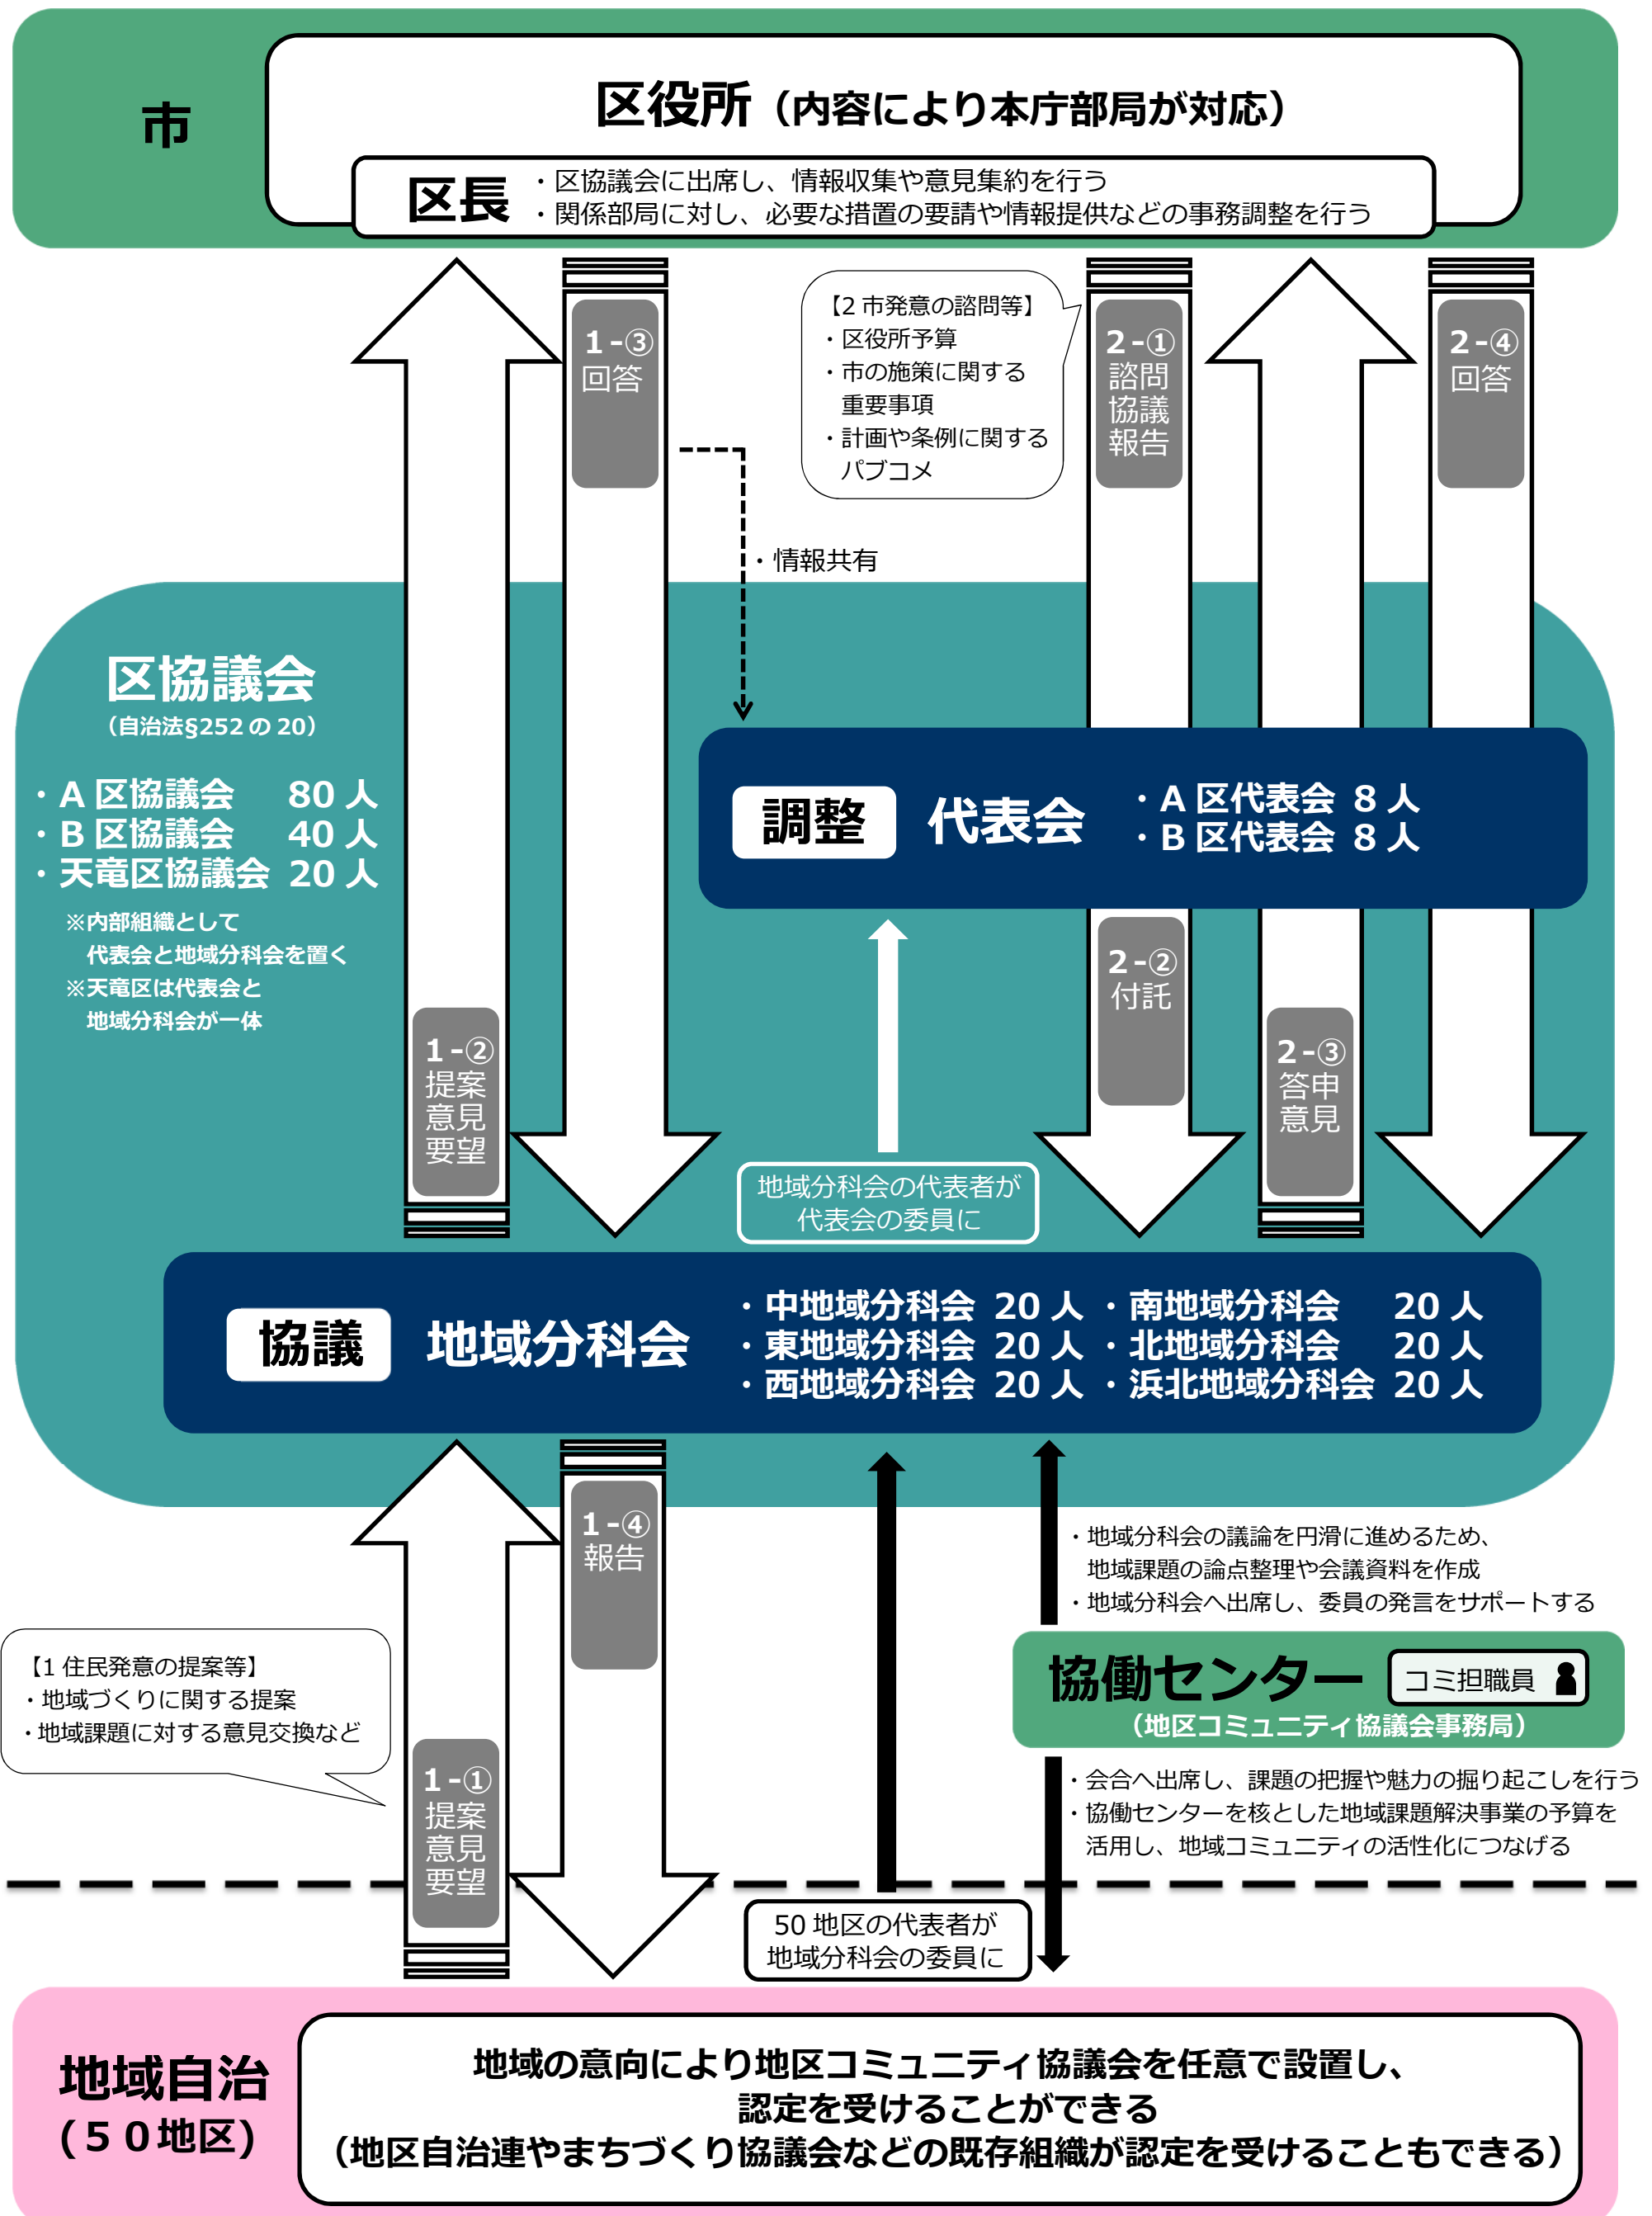 市
区役所（内容により本庁部局が対応）
区長
・区協議会に出席し、情報収集や意見集約を行う
・関係部局に対し、必要な措置の要請や情報提供などの事務調整を行う
1-③
回答
【2 市発意の諮問等】
・区役所予算
・市の施策に関する
重要事項
・計画や条例に関する
パブコメ
2-①
諮問
協議
報告
2-④
回答
・情報共有
区協議会
（自治法§252 の 20）
・A 区協議会 80 人
・B 区協議会 40 人
・天竜区協議会 20 人
※内部組織として
代表会と地域分科会を置く
※天竜区は代表会と
地域分科会が一体
調整
代表会
・A 区代表会 8 人
・B 区代表会 8 人
1-②
提案
意見
要望
2-②
付託
2-③
答申
意見
地域分科会の代表者が
代表会の委員に
協議
地域分科会
・中地域分科会 20 人 ・南地域分科会 20 人
・東地域分科会 20 人 ・北地域分科会 20 人
・西地域分科会 20 人 ・浜北地域分科会 20 人
1-④
報告
・地域分科会の議論を円滑に進めるため、
地域課題の論点整理や会議資料を作成
・地域分科会へ出席し、委員の発言をサポートする
【1 住民発意の提案等】
・地域づくりに関する提案
・地域課題に対する意見交換など
協働センター
コミ担職員
（地区コミュニティ協議会事務局）
1-①
提案
意見
要望
・会合へ出席し、課題の把握や魅力の掘り起こしを行う
・協働センターを核とした地域課題解決事業の予算を
活用し、地域コミュニティの活性化につなげる
50 地区の代表者が
地域分科会の委員に
地域自治
(５０地区)
地域の意向により地区コミュニティ協議会を任意で設置し、
認定を受けることができる
（地区自治連やまちづくり協議会などの既存組織が認定を受けることもできる）